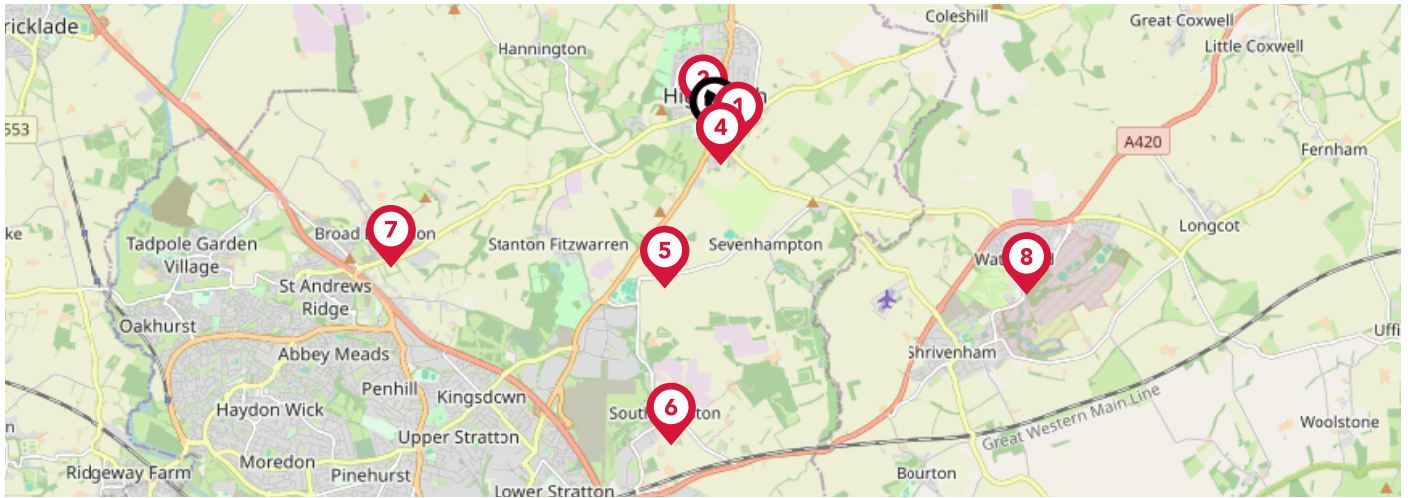 ricklade
Coleshill
Great Coxwell
Little Coxwell
Hannington
2
1
4
553
A420
Fernham
7
Broad
Tadpole Garden
Village
Stanton Fitzwarren
5
Sevenhampton
Longcot
8
ke
St Andrews
Ridge
Oakhurst
Abbey Meads
Shrivenham
Uffi
Penhill
Kingsdown
Haydon Wick
6
Upper Stratton
Great Western Main Line
Woolstone
n
Ridgeway Farm
Moredon
Pinehurst
Bourton
Lower Stratton